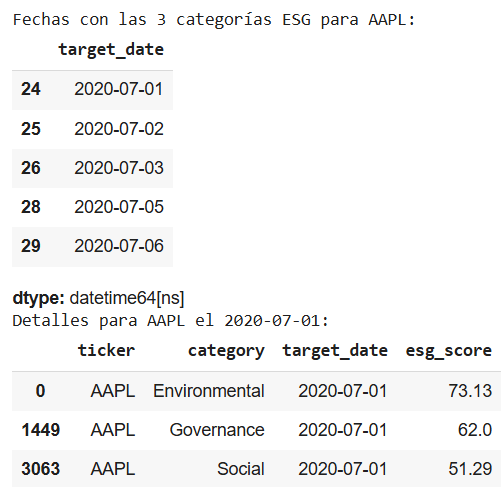 Fechas con las 3 categorías ESG para AAPL:
target_date
24 2020-07-01
25 2020-07-02
26 2020-07-03
28 2020-07-05
29 2020-07-06
dtype: datetime64[ns]
Detalles para AAPL el 2020-07-01:
ticker category target_date esg_score
0 AAPL Environmental 2020-07-01 73.13
1449 AAPL Governance 2020-07-01 62.0
3063 AAPL Social 2020-07-01 51.29